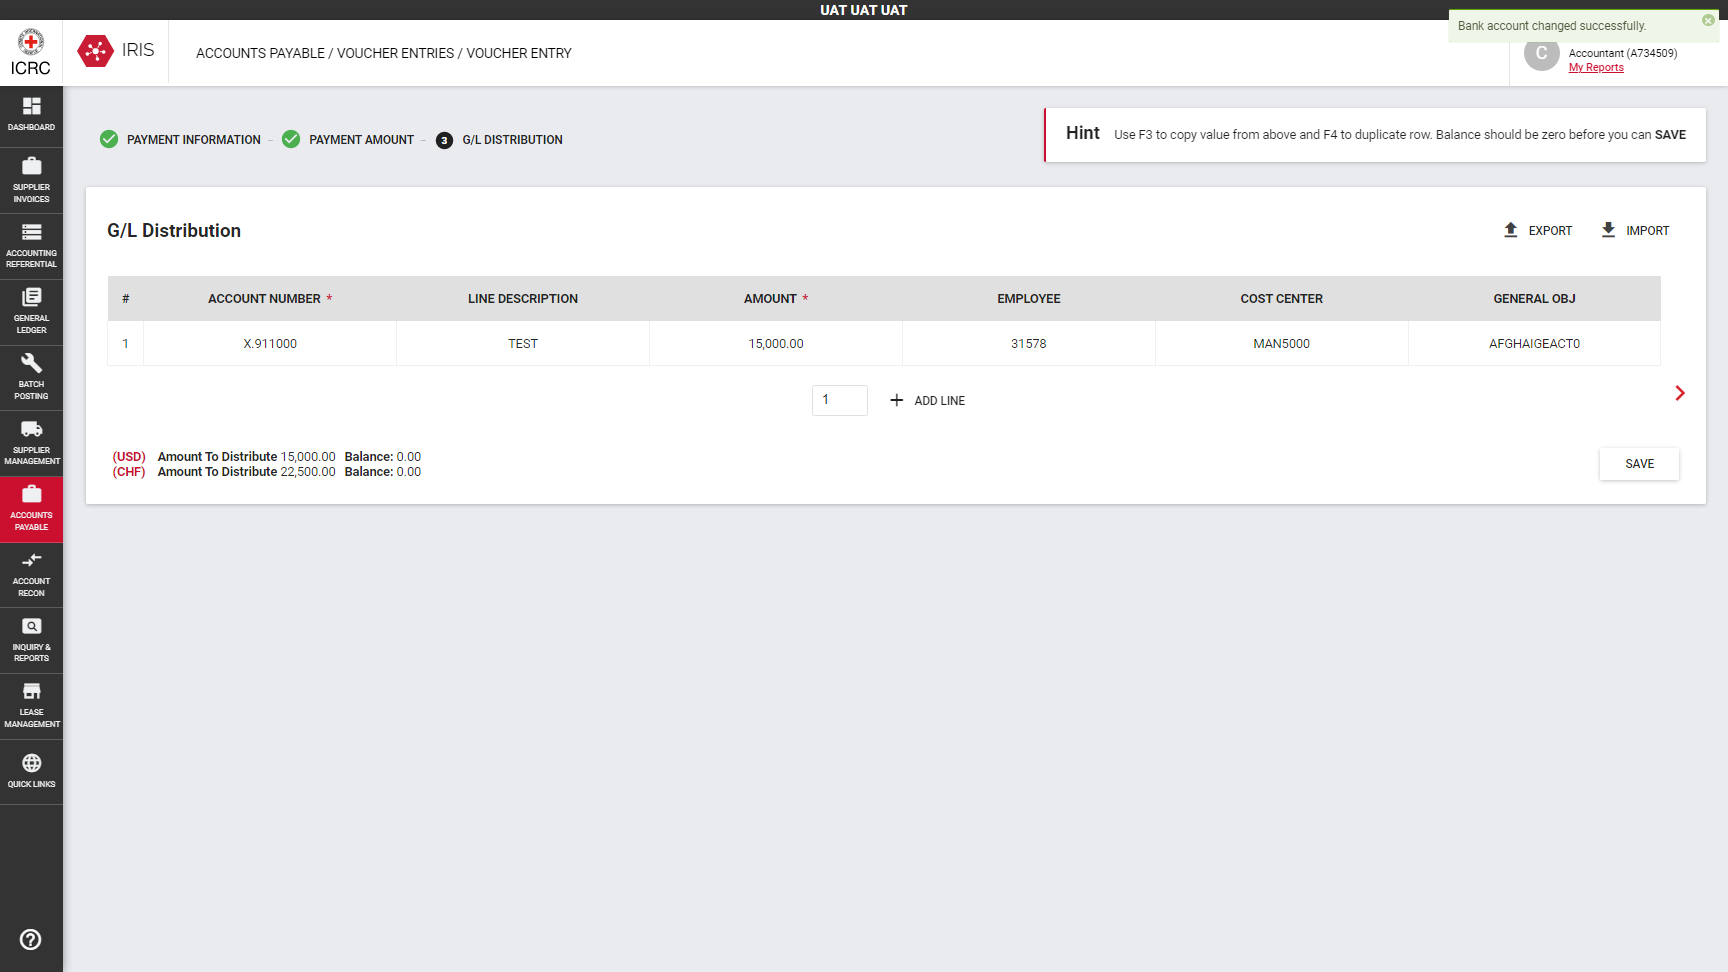 UAT UAT UAT
Bank account changed successfully.
ICRC
IRIS
ACCOUNTS PAYABLE / VOUCHER ENTRIES / VOUCHER ENTRY
C
Accountant (A734509)
My Reports
DASHBOARD
SUPPLIER
INVOICES
ACCOUNTING
REFERENTIAL
GENERAL
LEDGER
BATCH
POSTING
SUPPLIER
MANAGEMENT
ACCOUNTS
PAYABLE
ACCOUNT
RECON
INQUIRY &
REPORTS
LEASE
MANAGEMENT
QUICK LINKS
PAYMENT INFORMATION – PAYMENT AMOUNT – 3 G/L DISTRIBUTION
Hint Use F3 to copy value from above and F4 to duplicate row. Balance should be zero before you can SAVE
G/L Distribution
EXPORT IMPORT
# ACCOUNT NUMBER * LINE DESCRIPTION AMOUNT * EMPLOYEE COST CENTER GENERAL OBJ
1 X.911000 TEST 15,000.00 31578 MAN5000 AFGHAIGEACT0
1 + ADD LINE
(USD) Amount To Distribute 15,000.00 Balance: 0.00
(CHF) Amount To Distribute 22,500.00 Balance: 0.00
SAVE